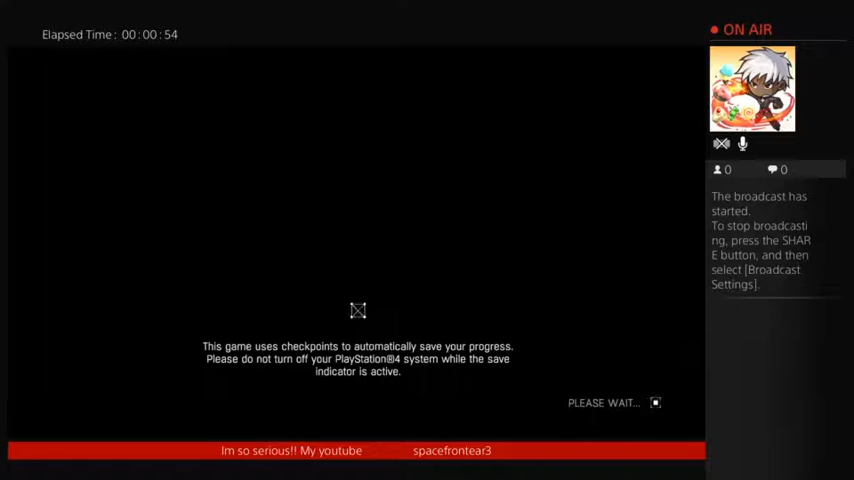 Elapsed Time : 00:00:54
ON AIR
0
0
The broadcast has
started.
To stop broadcasti
ng, press the SHAR
E button, and then
select [Broadcast
Settings].
This game uses checkpoints to automatically save your progress.
Please do not turn off your PlayStation®4 system while the save
indicator is active.
PLEASE WAIT...
Im so serious!! My youtube spacefrontear3